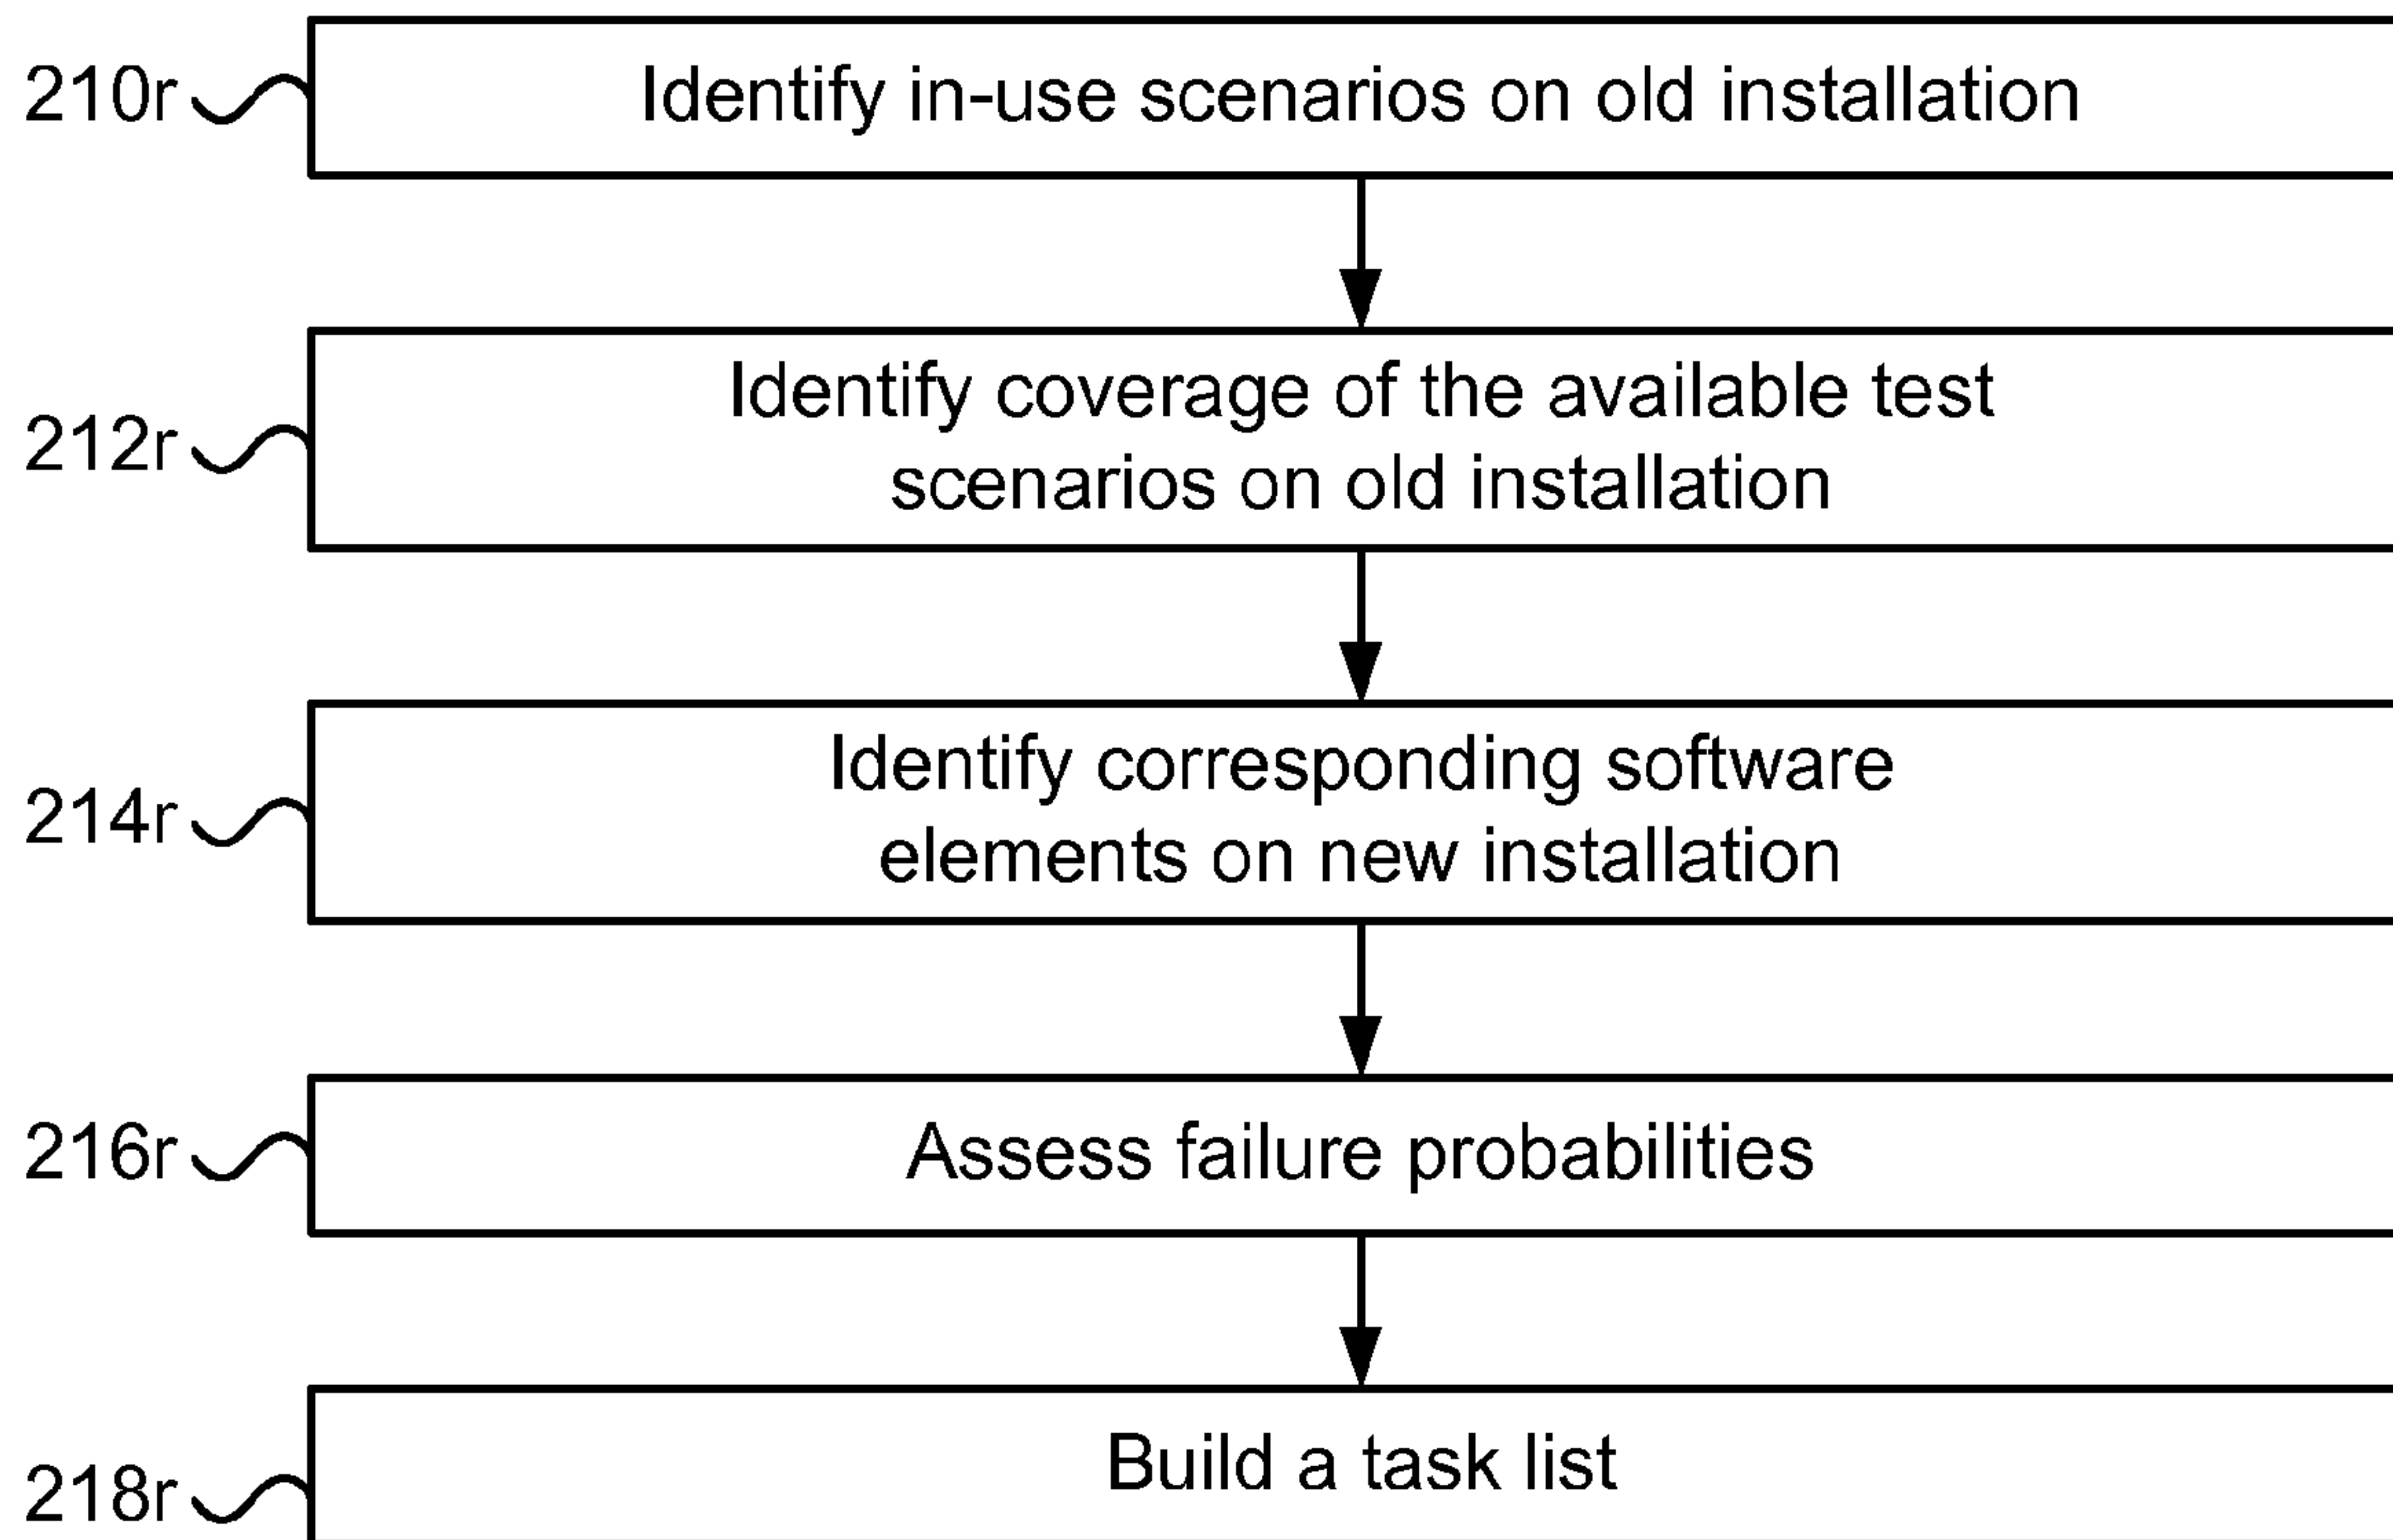 210r
Identify in-use scenarios on old installation
212r
Identify coverage of the available test
scenarios on old installation
214r
Identify corresponding software
elements on new installation
216r
Assess failure probabilities
218r
Build a task list